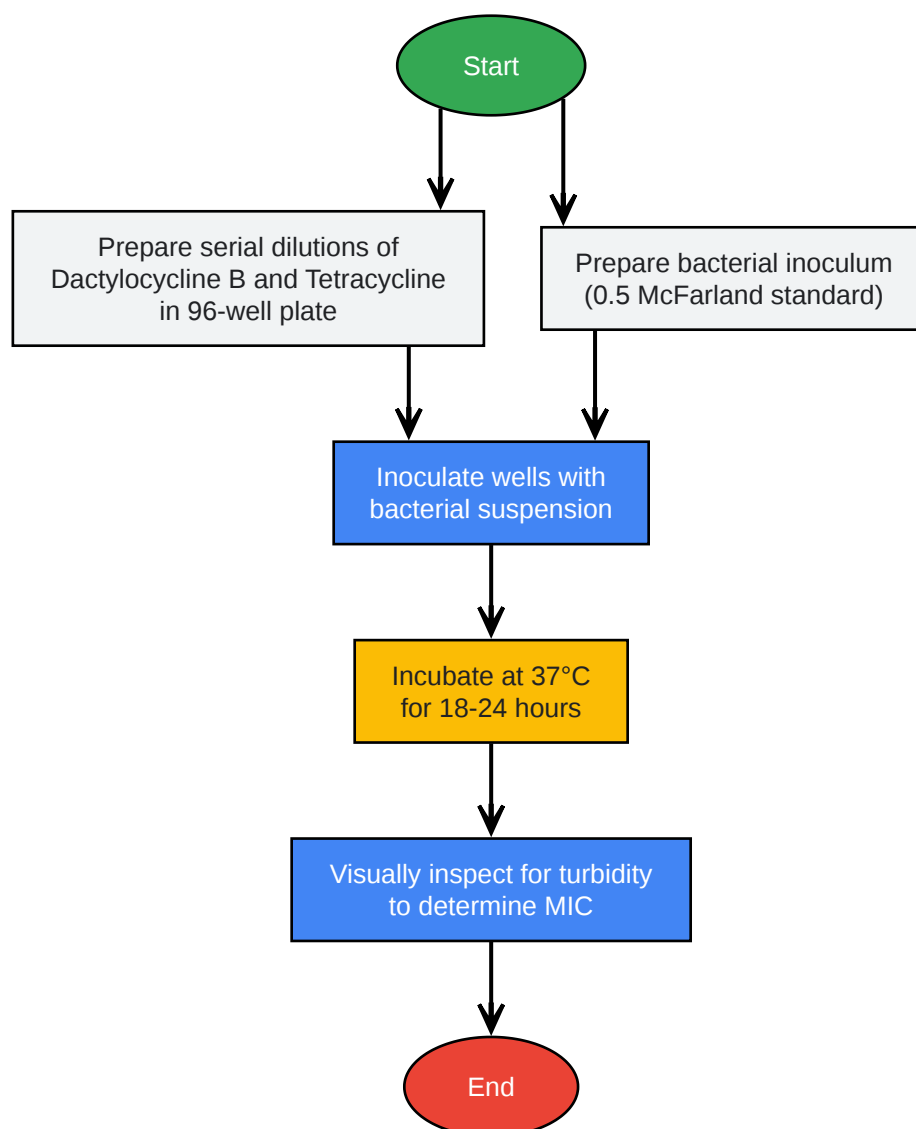 Start
Prepare serial dilutions of
Dactylocycline B and Tetracycline
in 96-well plate
Prepare bacterial inoculum
(0.5 McFarland standard)
Inoculate wells with
bacterial suspension
Incubate at 37°C
for 18-24 hours
Visually inspect for turbidity
to determine MIC
End